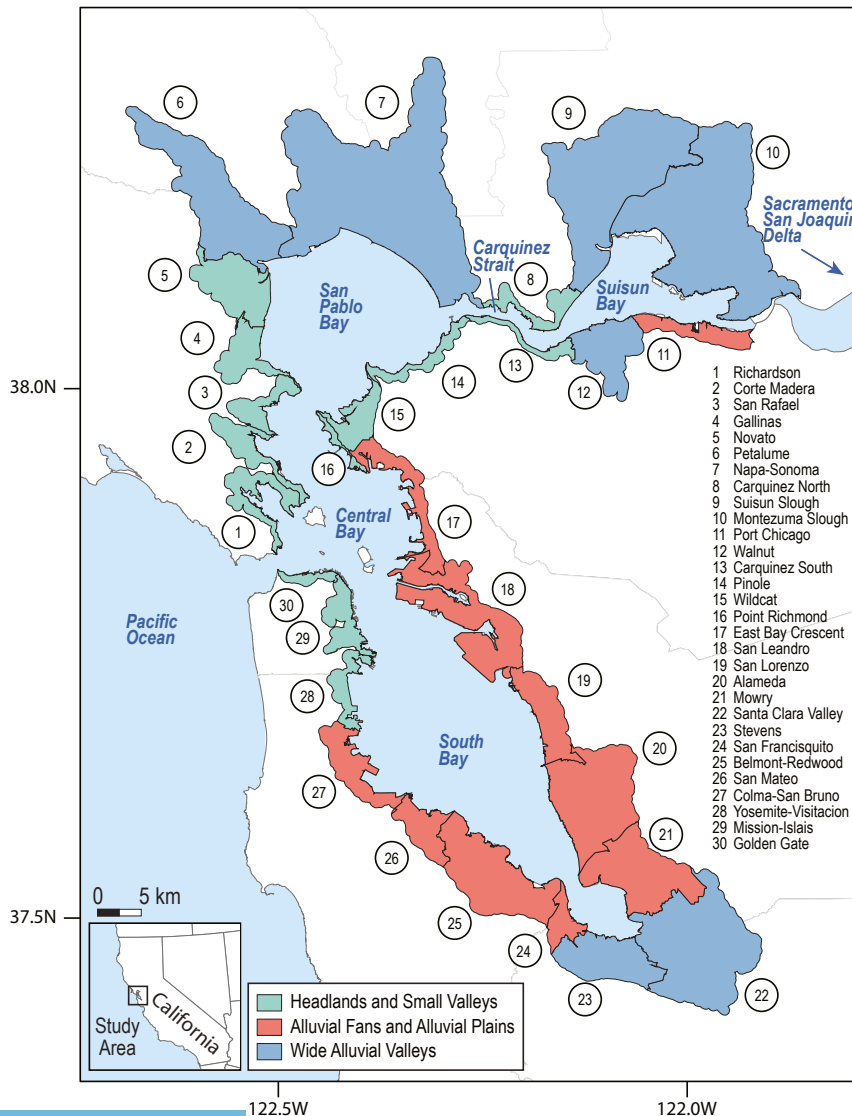 6
7
9
10
Sacramento
San Joaquin
Delta
Carquinez
Strait
5
San
Pablo
Bay
8
Suisun
Bay
4
11
38.0N
3
14
13
12
2
15
16
1
Central
Bay
17
18
1 Richardson
2 Corte Madera
3 San Rafael
4 Gallinas
5 Novato
6 Petalume
7 Napa-Sonoma
8 Carquinez North
9 Suisun Slough
10 Montezuma Slough
11 Port Chicago
12 Walnut
13 Carquinez South
14 Pinole
15 Wildcat
16 Point Richmond
17 East Bay Crescent
18 San Leandro
19 San Lorenzo
20 Alameda
21 Mowry
22 Santa Clara Valley
23 Stevens
24 San Francisquito
25 Belmont-Redwood
26 San Mateo
27 Colma-San Bruno
28 Yosemite-Visitacion
29 Mission-Islais
30 Golden Gate
Pacific
Ocean
30
29
28
19
South
Bay
20
27
21
26
0 5 km
25
37.5N
24
23
22
Study
Area
California
Headlands and Small Valleys
Alluvial Fans and Alluvial Plains
Wide Alluvial Valleys
122.5W
122.0W